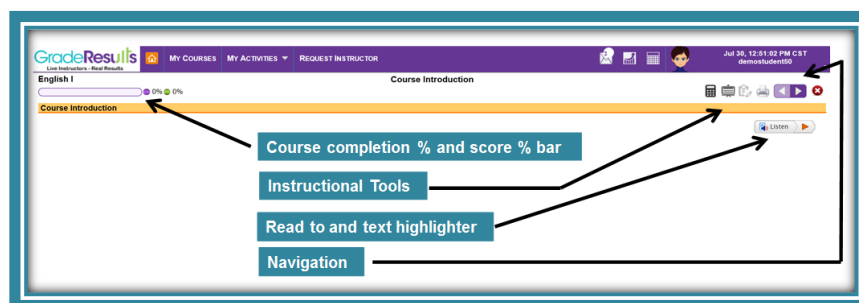 GradeResults
Live Instructors - Real Results
MY COURSES MY ACTIVITIES REQUEST INSTRUCTOR
Jul 30, 12:51:02 PM CST
demostudent50
English I
Course Introduction
0% 0%
Course Introduction
Listen
Course completion % and score % bar
Instructional Tools
Read to and text highlighter
Navigation